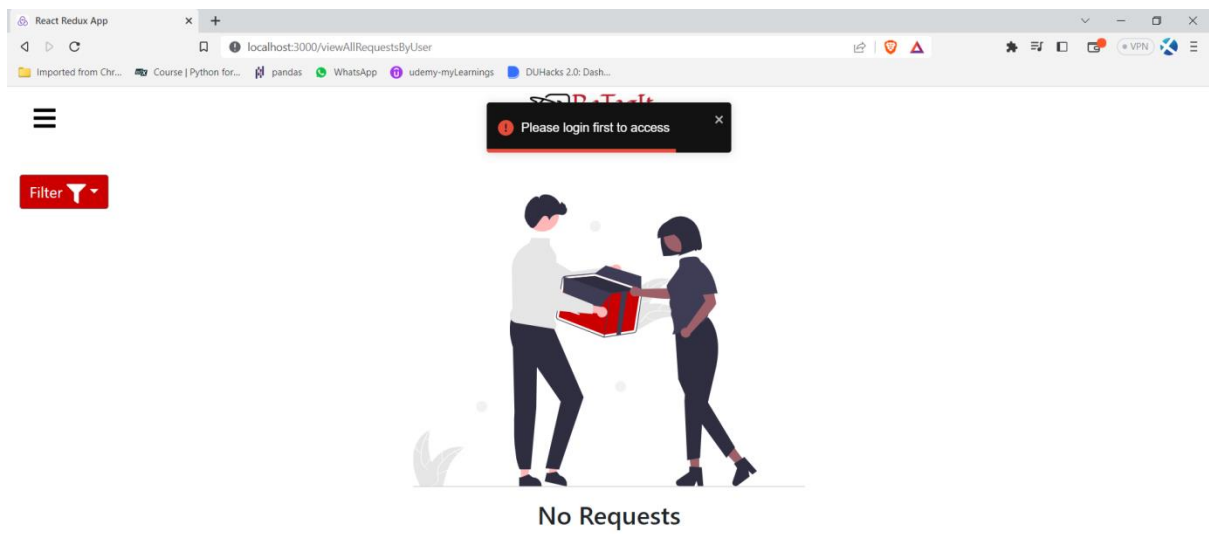 React Redux App
localhost:3000/viewAllRequestsByUser
VPN
Imported from Chr... Course | Python for... pandas WhatsApp udemy-myLearnings DUHacks 2.0: Dash...
Please login first to access
Filter
No Requests